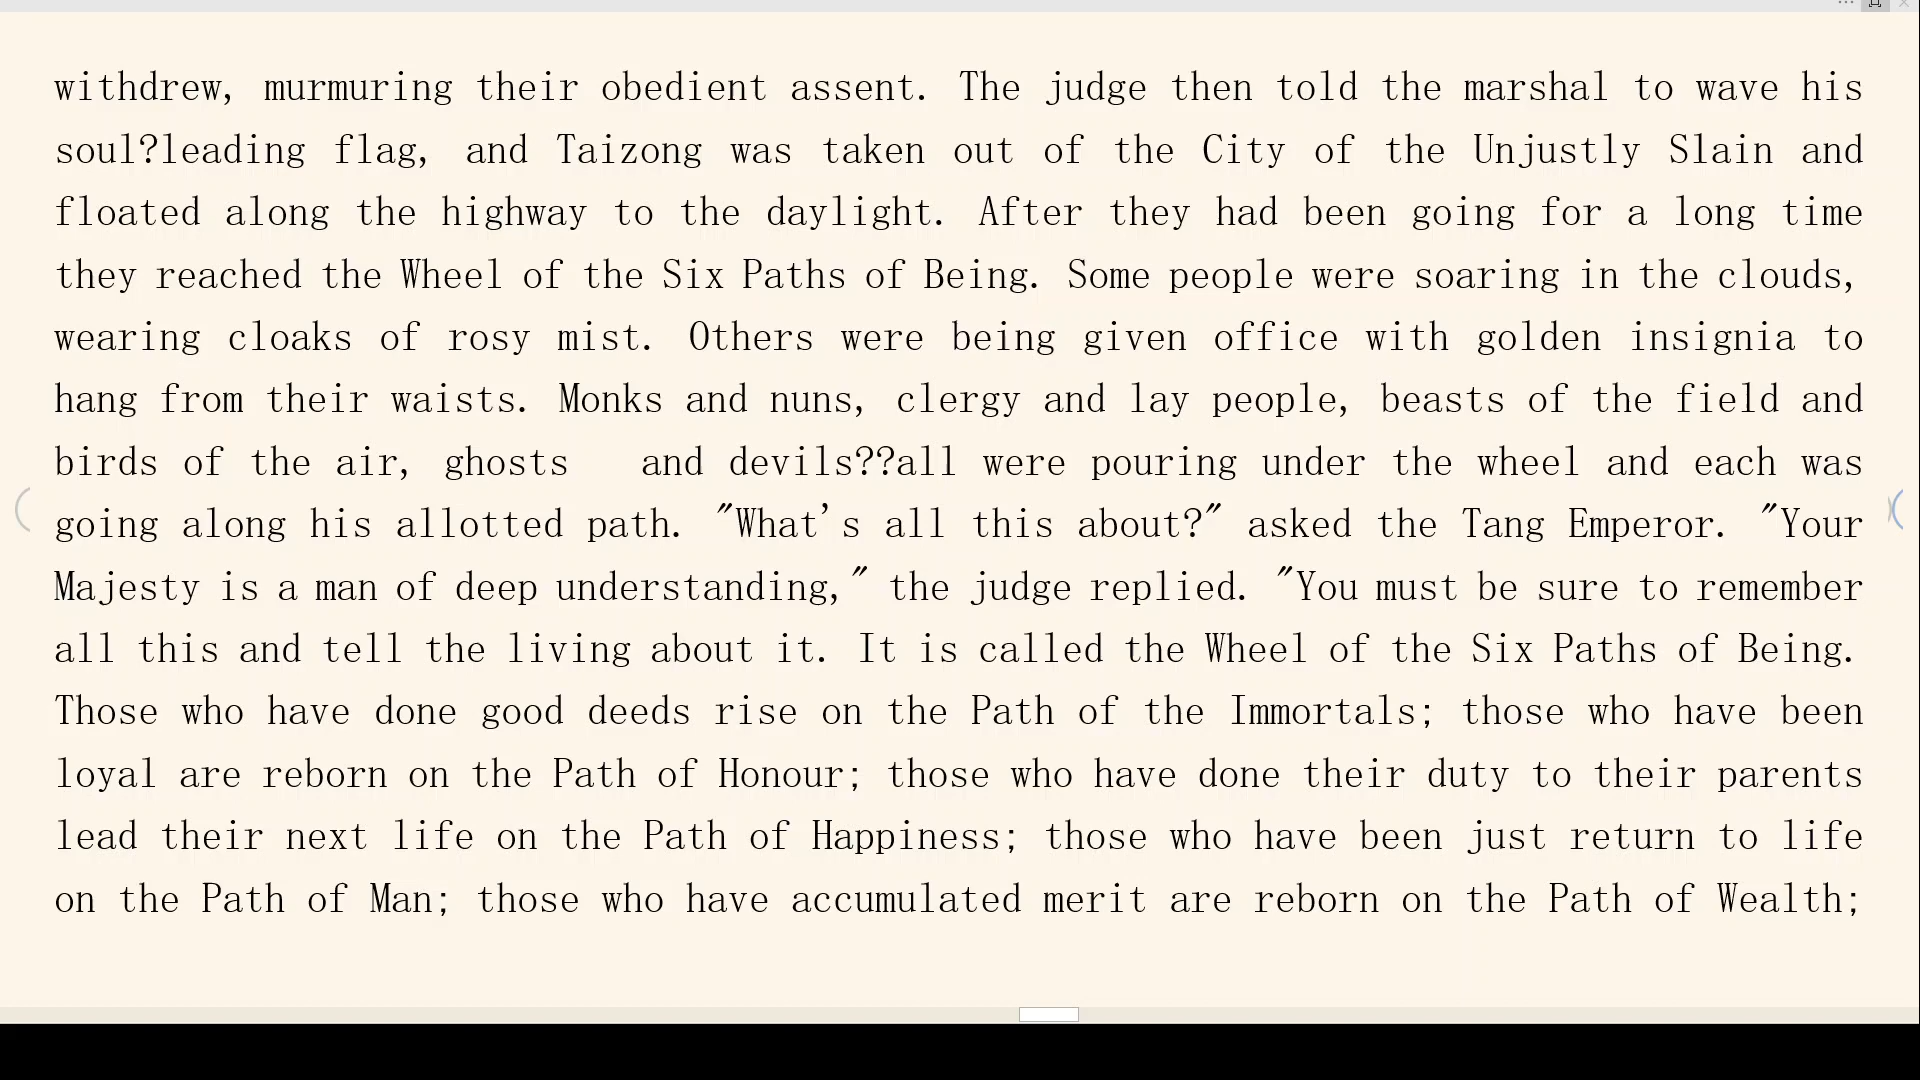 withdrew, murmuring their obedient assent. The judge then told the marshal to wave his
soul?leading flag, and Taizong was taken out of the City of the Unjustly Slain and
floated along the highway to the daylight. After they had been going for a long time
they reached the Wheel of the Six Paths of Being. Some people were soaring in the clouds,
wearing cloaks of rosy mist. Others were being given office with golden insignia to
hang from their waists. Monks and nuns, clergy and lay people, beasts of the field and
birds of the air, ghosts   and devils??all were pouring under the wheel and each was
going along his allotted path. "What's all this about?" asked the Tang Emperor. "Your
Majesty is a man of deep understanding," the judge replied. "You must be sure to remember
all this and tell the living about it. It is called the Wheel of the Six Paths of Being.
Those who have done good deeds rise on the Path of the Immortals; those who have been
loyal are reborn on the Path of Honour; those who have done their duty to their parents
lead their next life on the Path of Happiness; those who have been just return to life
on the Path of Man; those who have accumulated merit are reborn on the Path of Wealth;